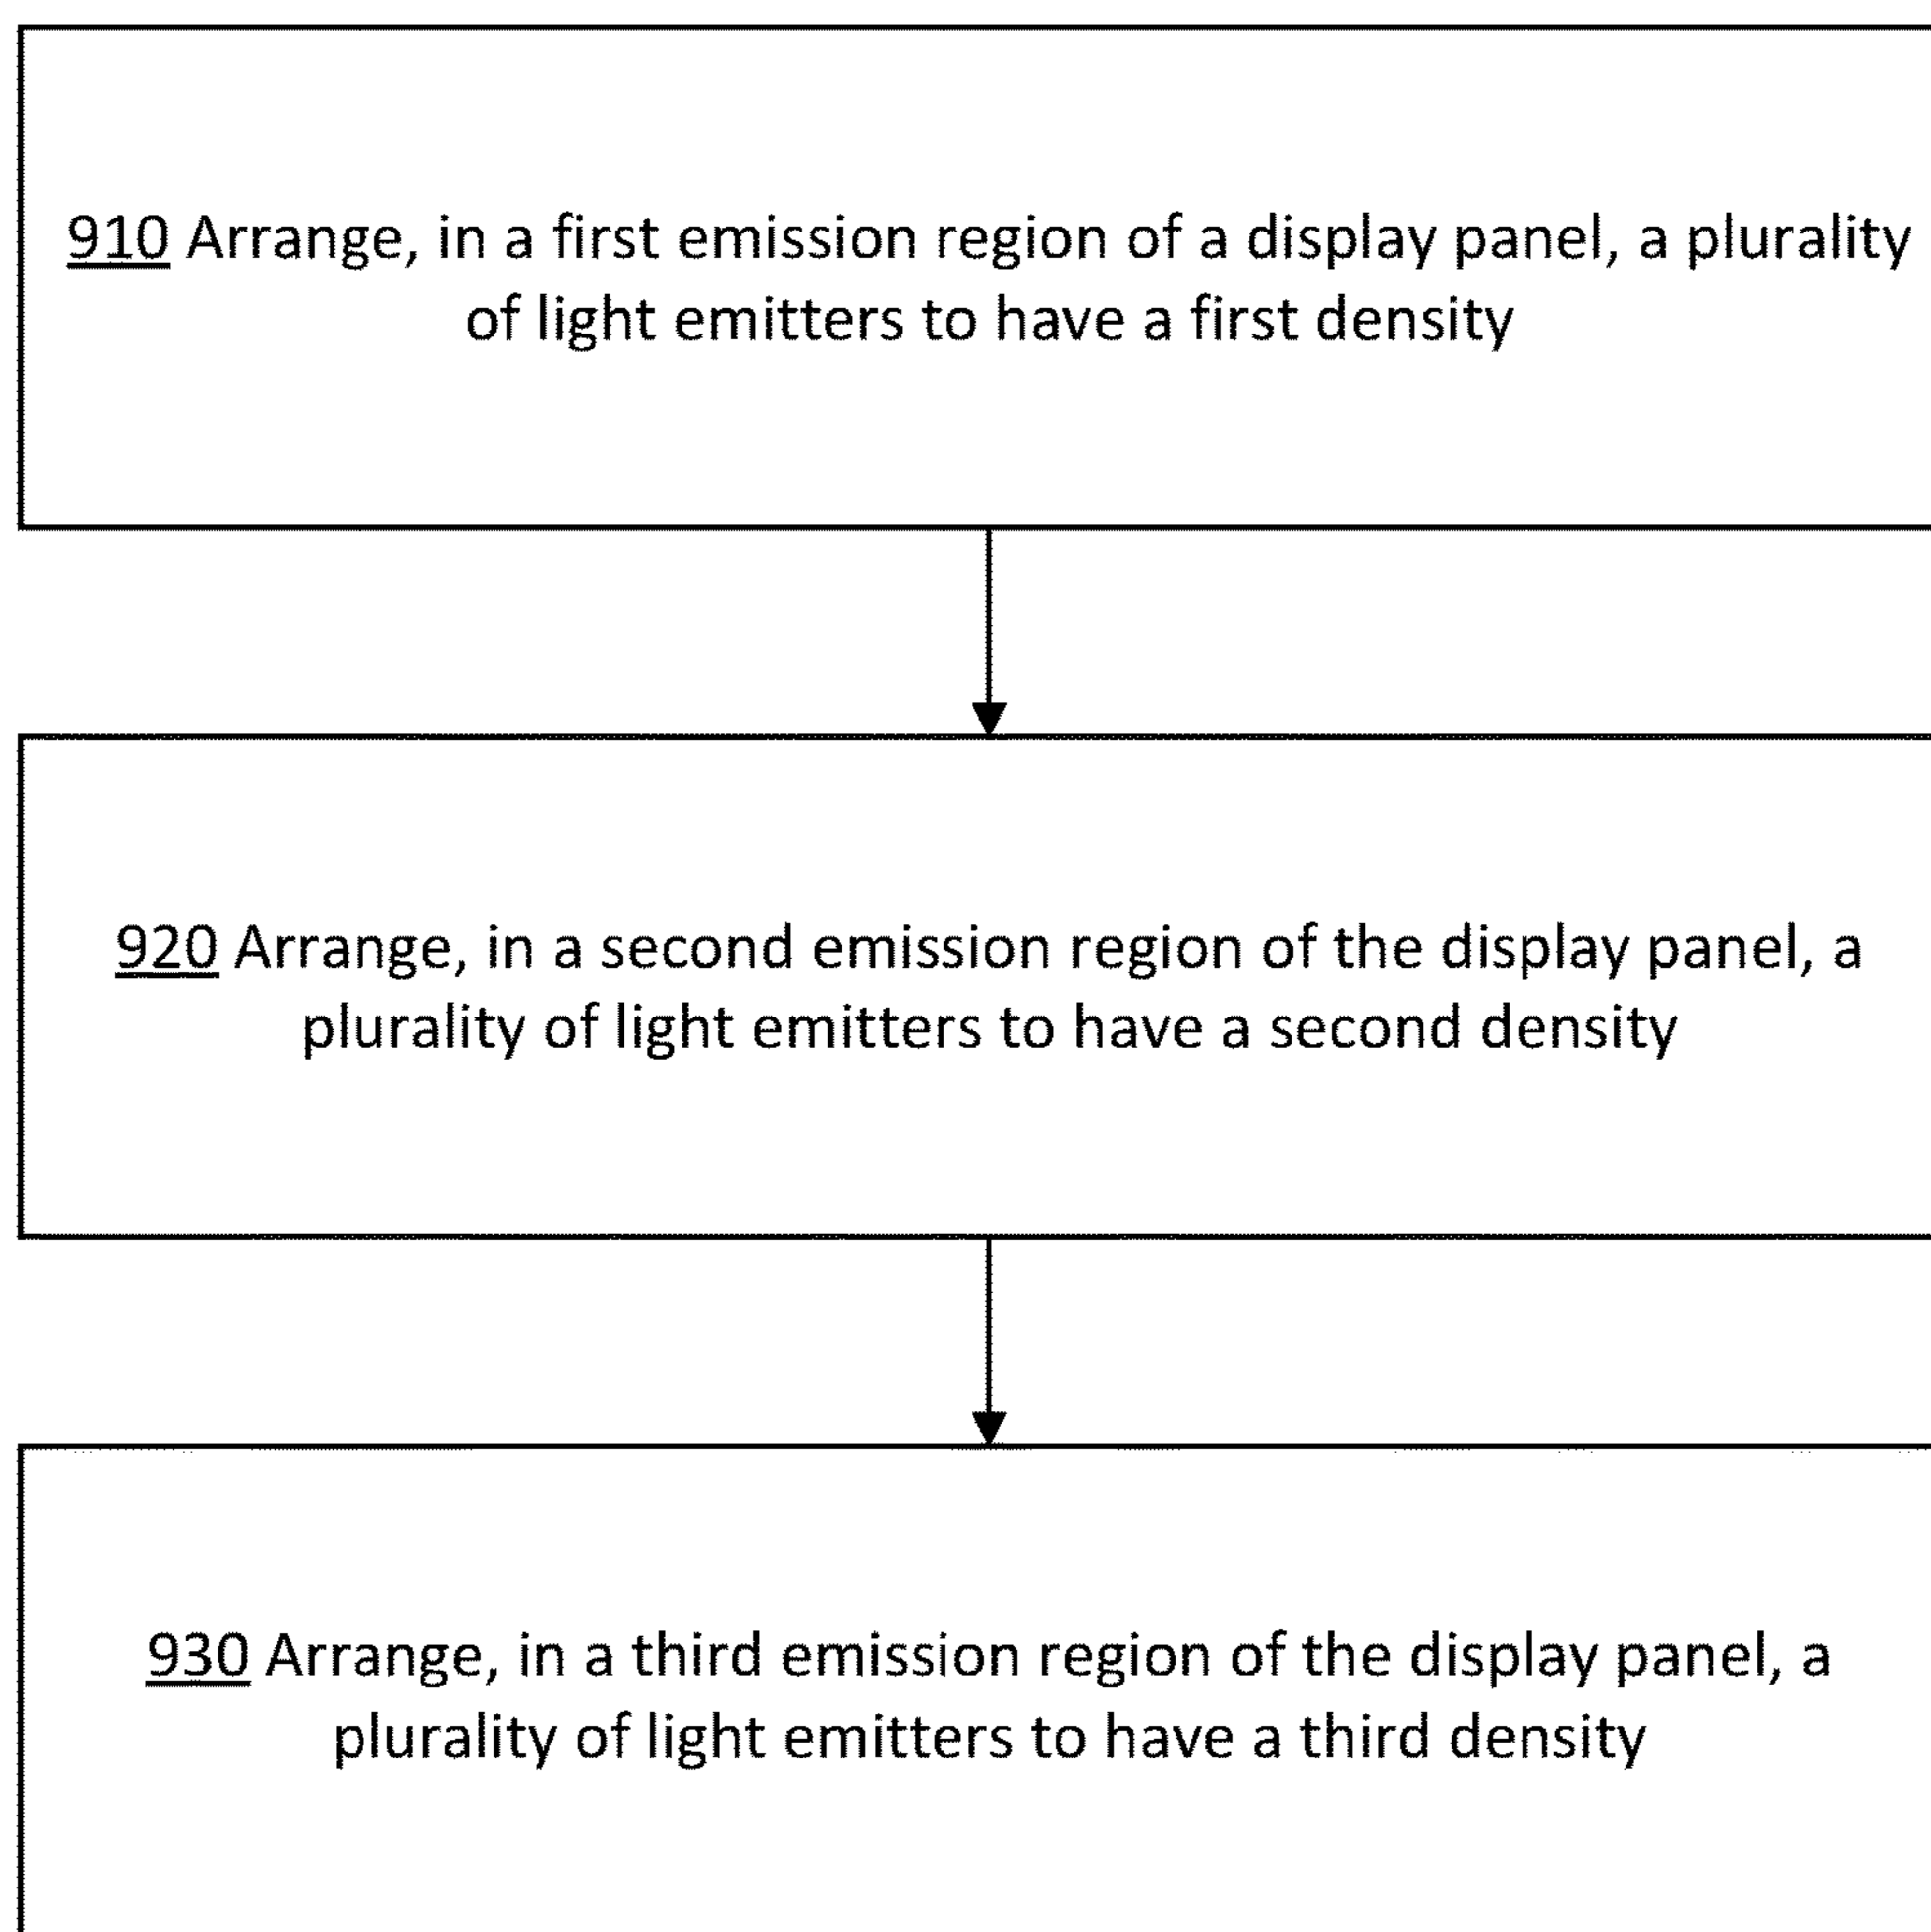 910 Arrange, in a first emission region of a display panel, a plurality
of light emitters to have a first density
920 Arrange, in a second emission region of the display panel, a
plurality of light emitters to have a second density
930 Arrange, in a third emission region of the display panel, a
plurality of light emitters to have a third density